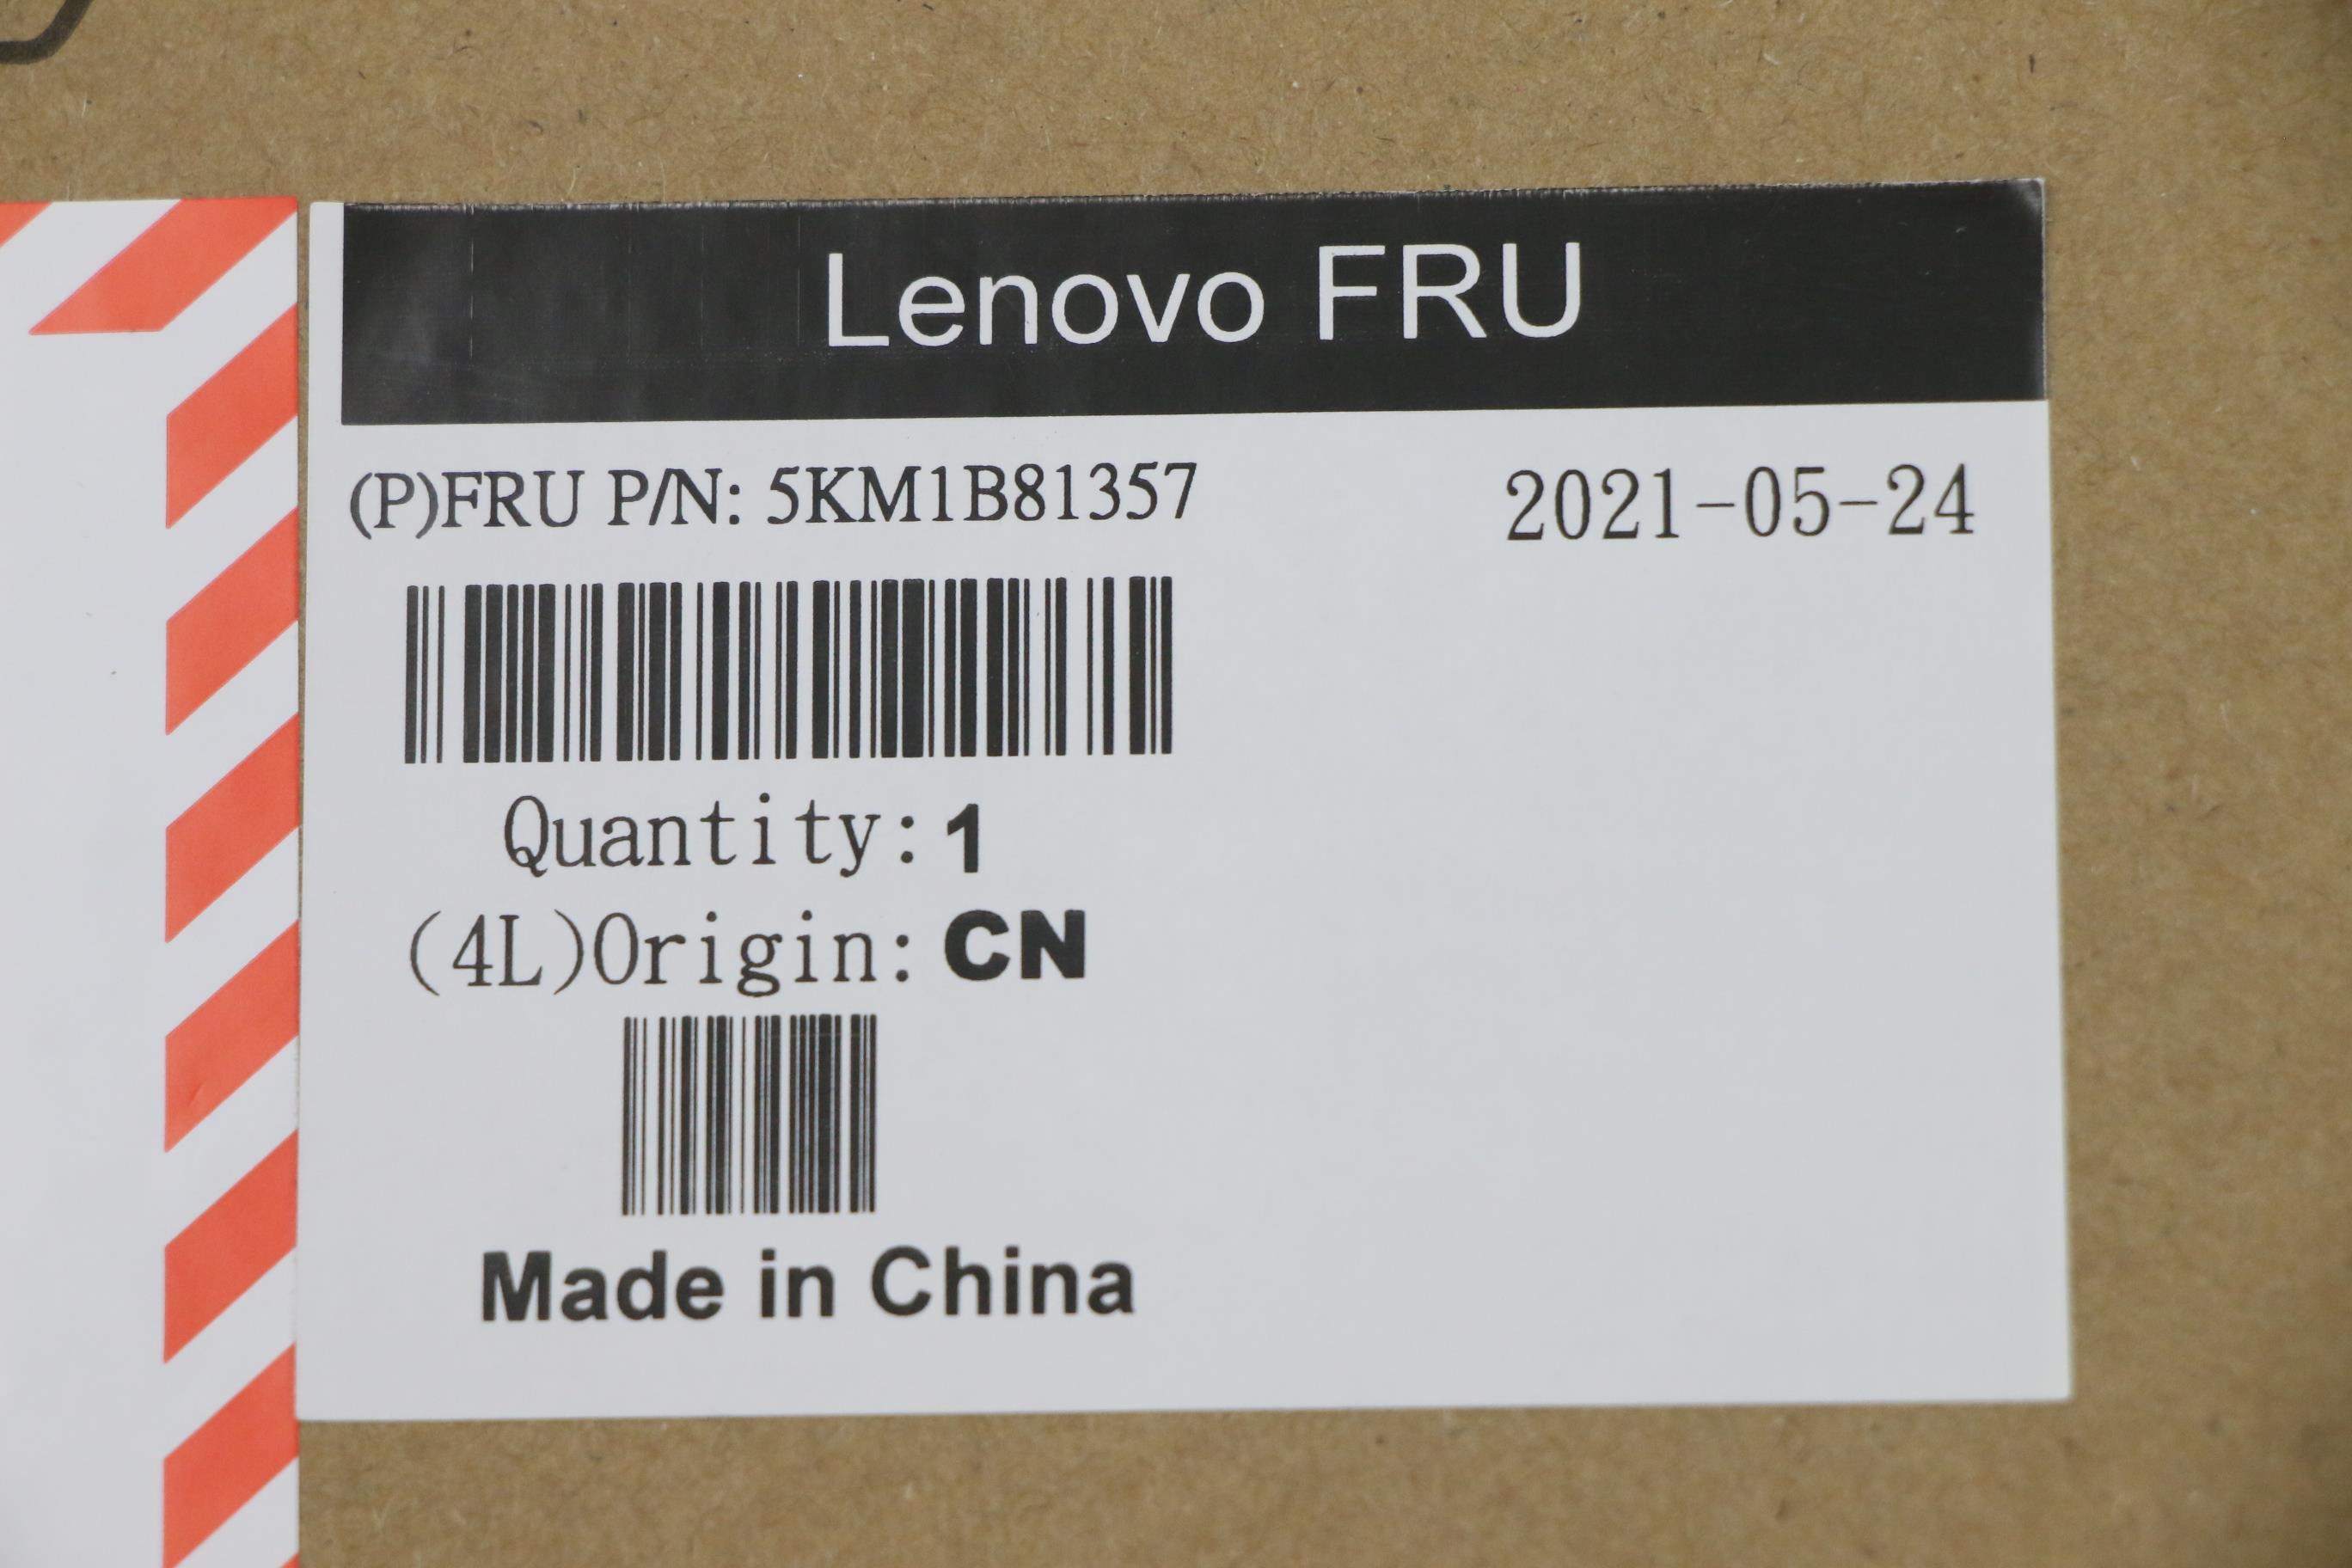 Lenovo FRU
(P)FRU P/N: 5KM1B81357
2021-05-24
Quantity: 1
(4L)Origin: CN
Made in China